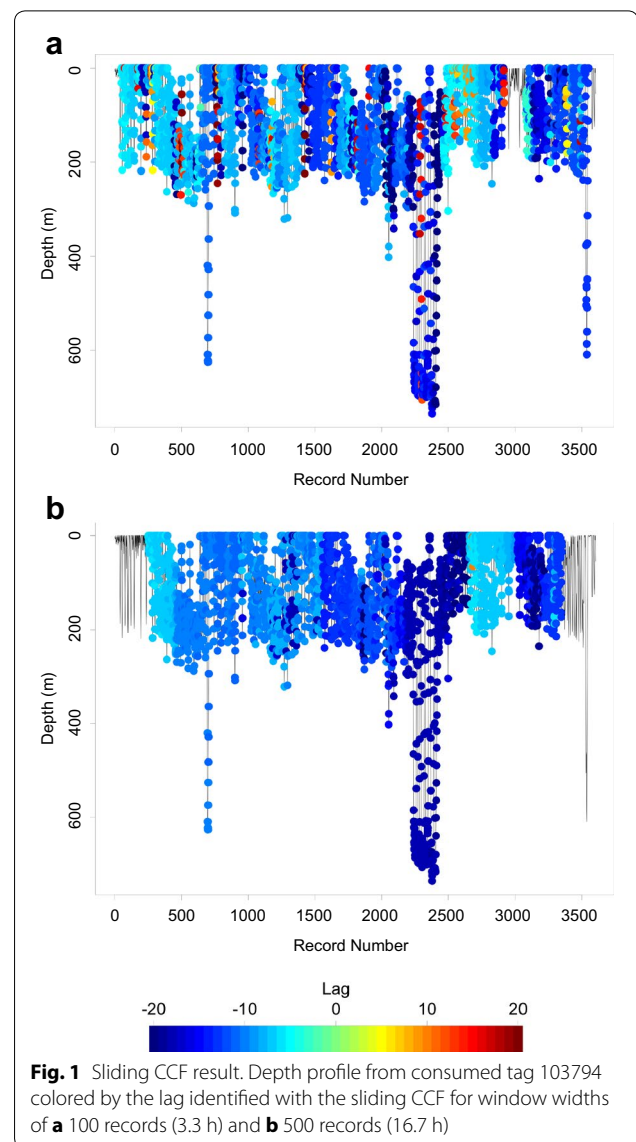 a
0
200
400
600
Depth (m)
0 500 1000 1500 2000 2500 3000 3500
Record Number
b
0
200
400
600
Depth (m)
0 500 1000 1500 2000 2500 3000 3500
Record Number
Lag
-20 -10 0 10 20
Fig. 1 Sliding CCF result. Depth profile from consumed tag 103794
colored by the lag identified with the sliding CCF for window widths
of a 100 records (3.3 h) and b 500 records (16.7 h)